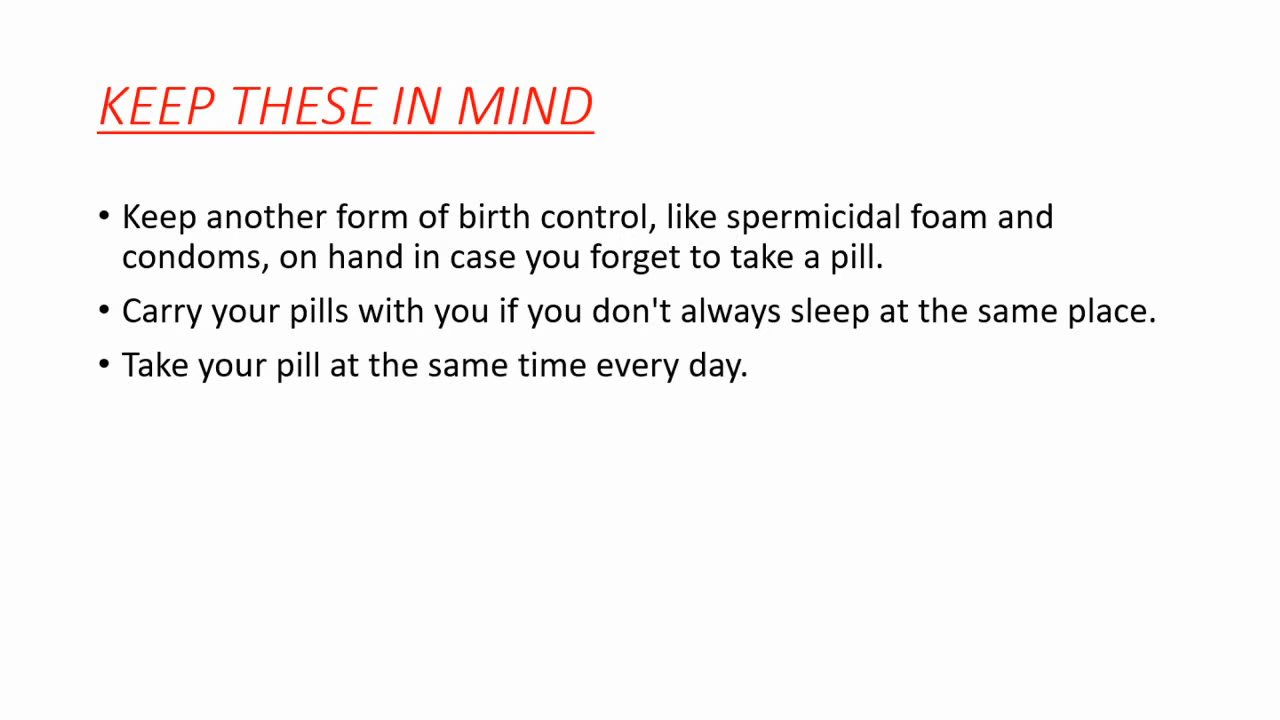 KEEP THESE IN MIND
• Keep another form of birth control, like spermicidal foam and
condoms, on hand in case you forget to take a pill.
• Carry your pills with you if you don't always sleep at the same place.
• Take your pill at the same time every day.